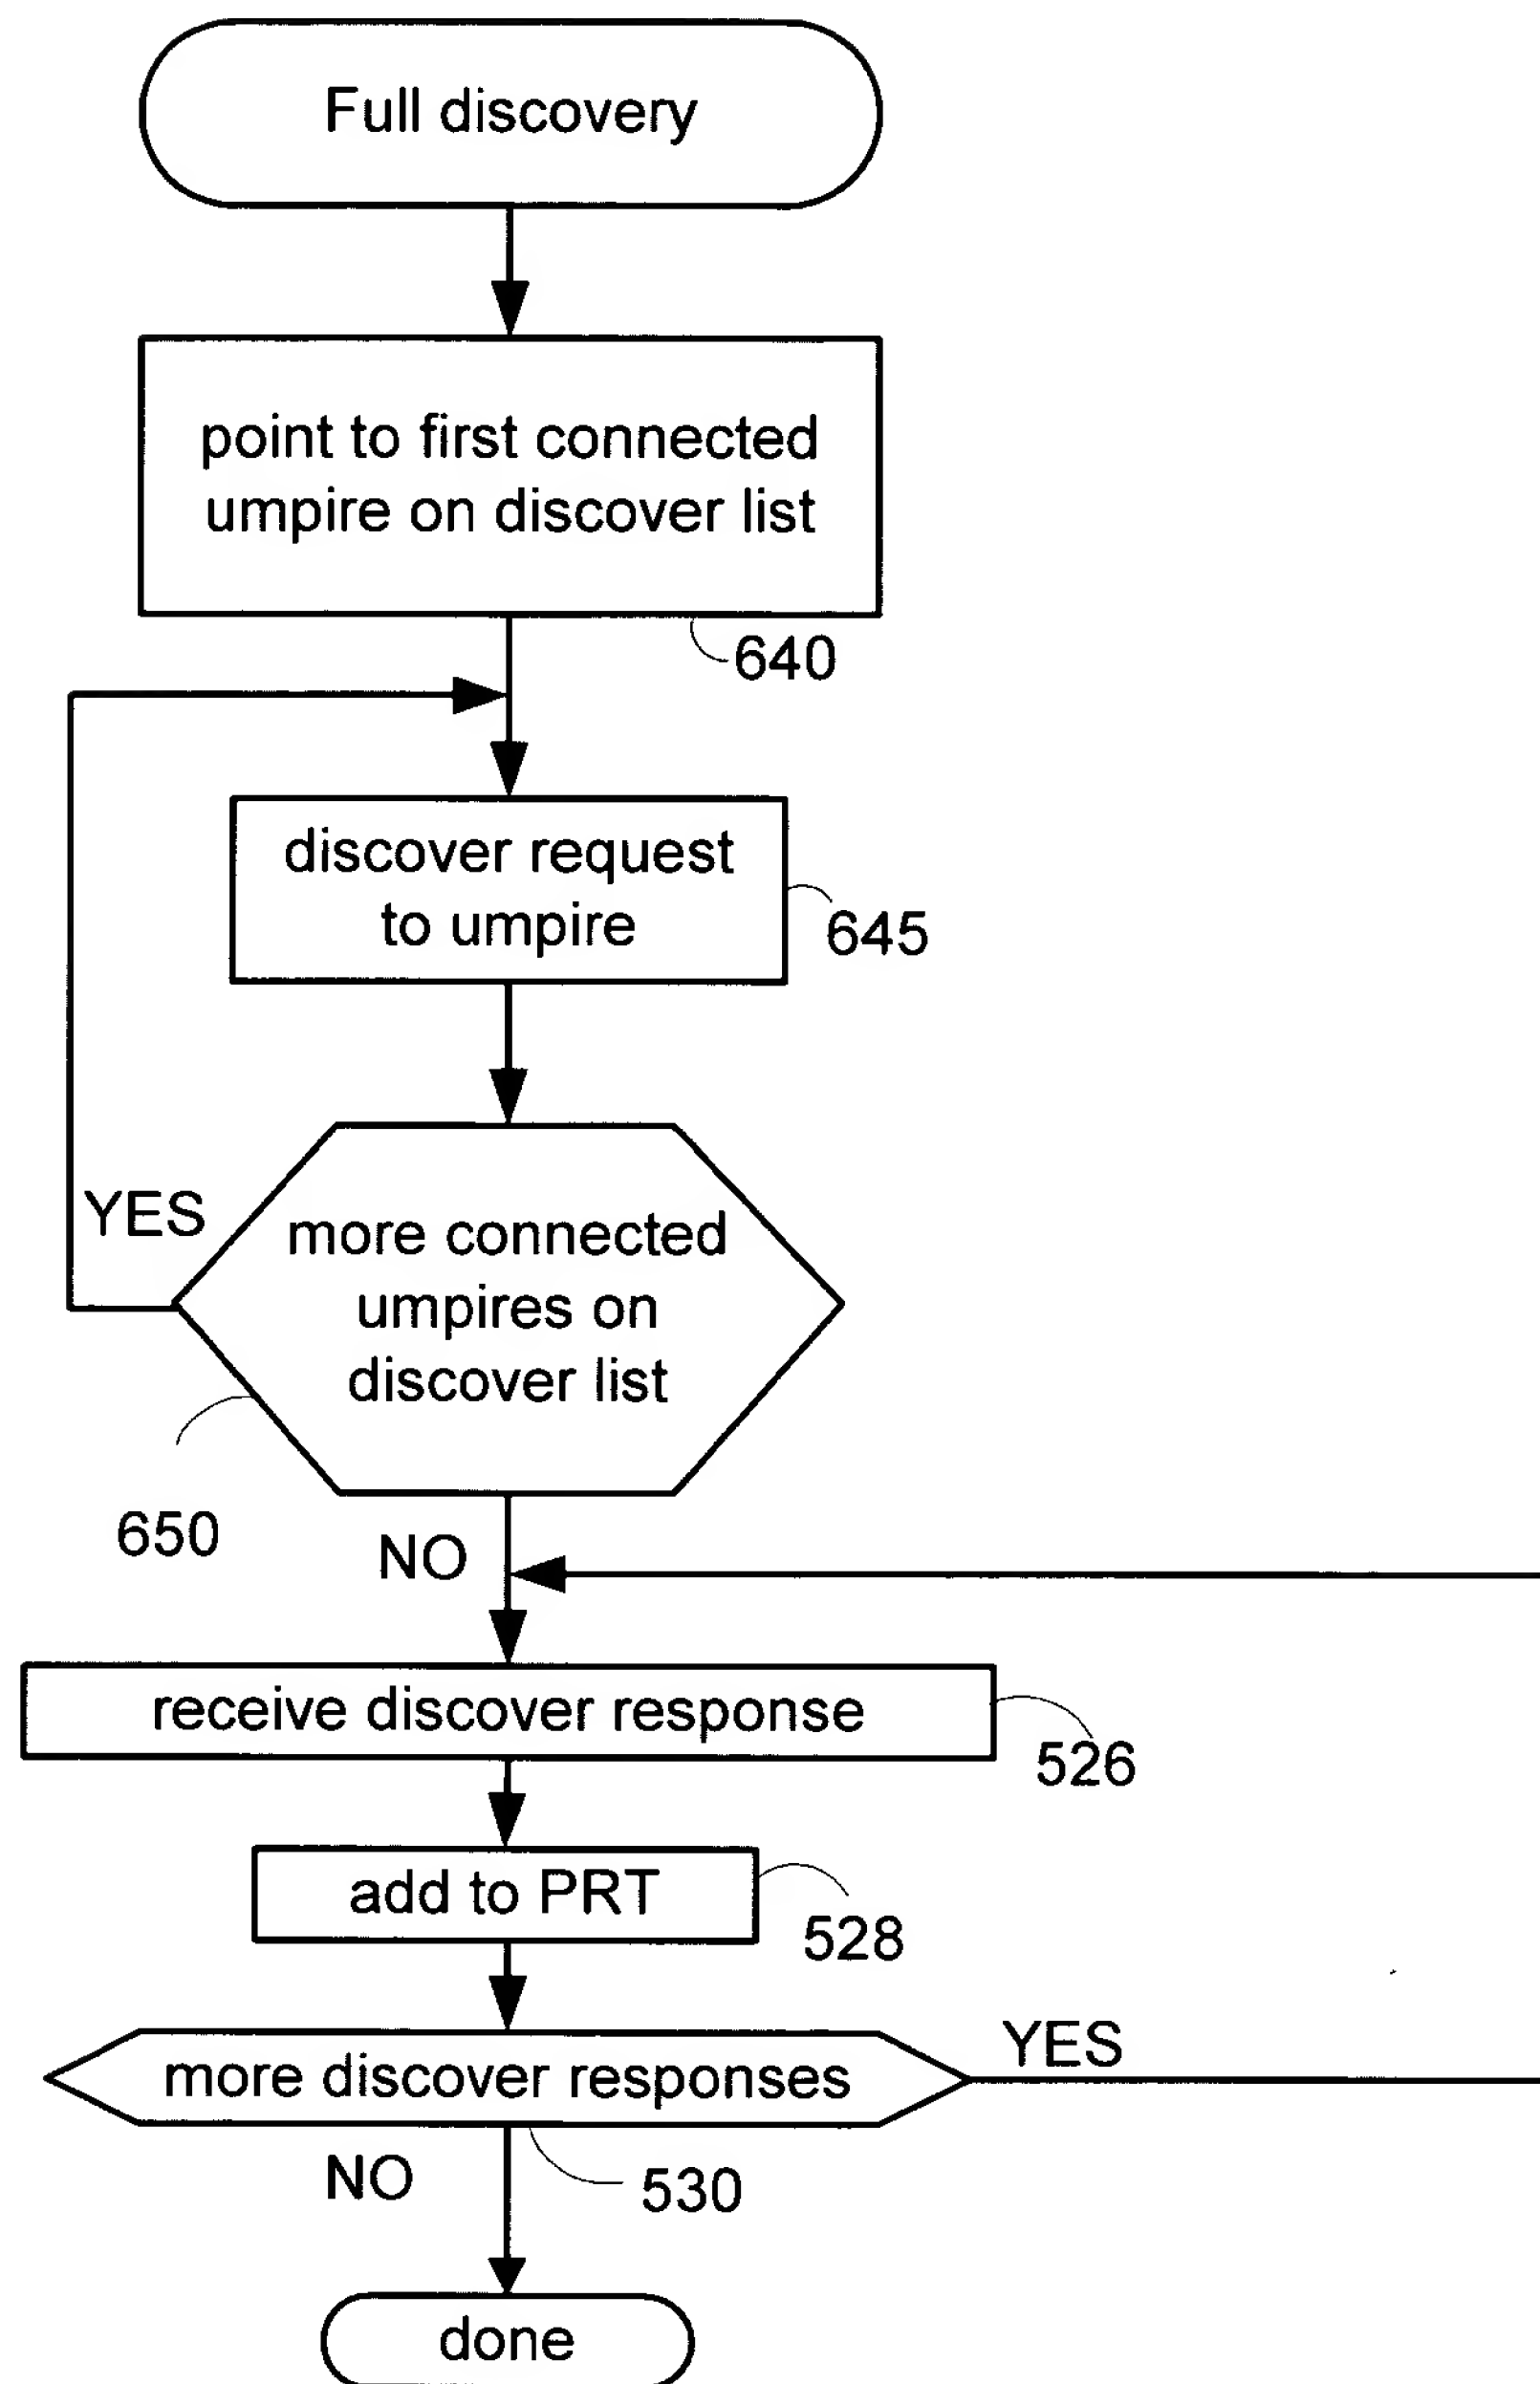 Full discovery
point to first connected
umpire on discover list
640
discover request
to umpire
645
YES
more connected
umpires on
discover list
650
NO
receive discover response
526
add to PRT
528
more discover responses
YES
NO
530
done